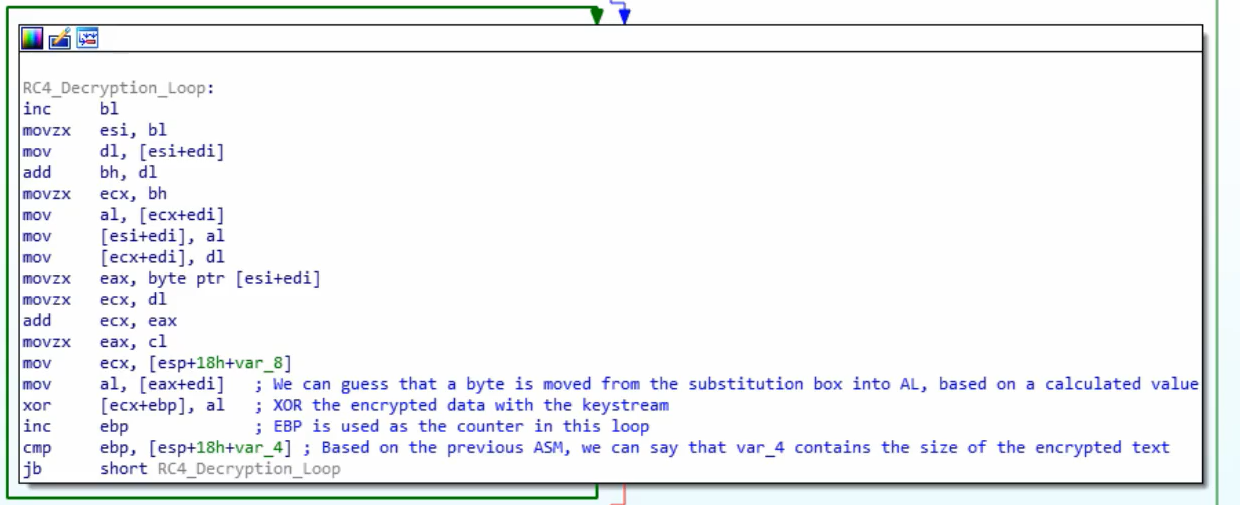 RC4_Decryption_Loop:
inc bl
movzx esi, bl
mov dl, [esi+edi]
add bh, dl
movzx ecx, bh
mov al, [ecx+edi]
mov [esi+edi], al
mov [ecx+edi], dl
movzx eax, byte ptr [esi+edi]
movzx ecx, dl
add ecx, eax
movzx eax, cl
mov ecx, [esp+18h+var_8]
mov al, [eax+edi] ; We can guess that a byte is moved from the substitution box into AL, based on a calculated value
xor [ecx+ebp], al ; XOR the encrypted data with the keystream
inc ebp ; EBP is used as the counter in this loop
cmp ebp, [esp+18h+var_4] ; Based on the previous ASM, we can say that var_4 contains the size of the encrypted text
jb short RC4_Decryption_Loop